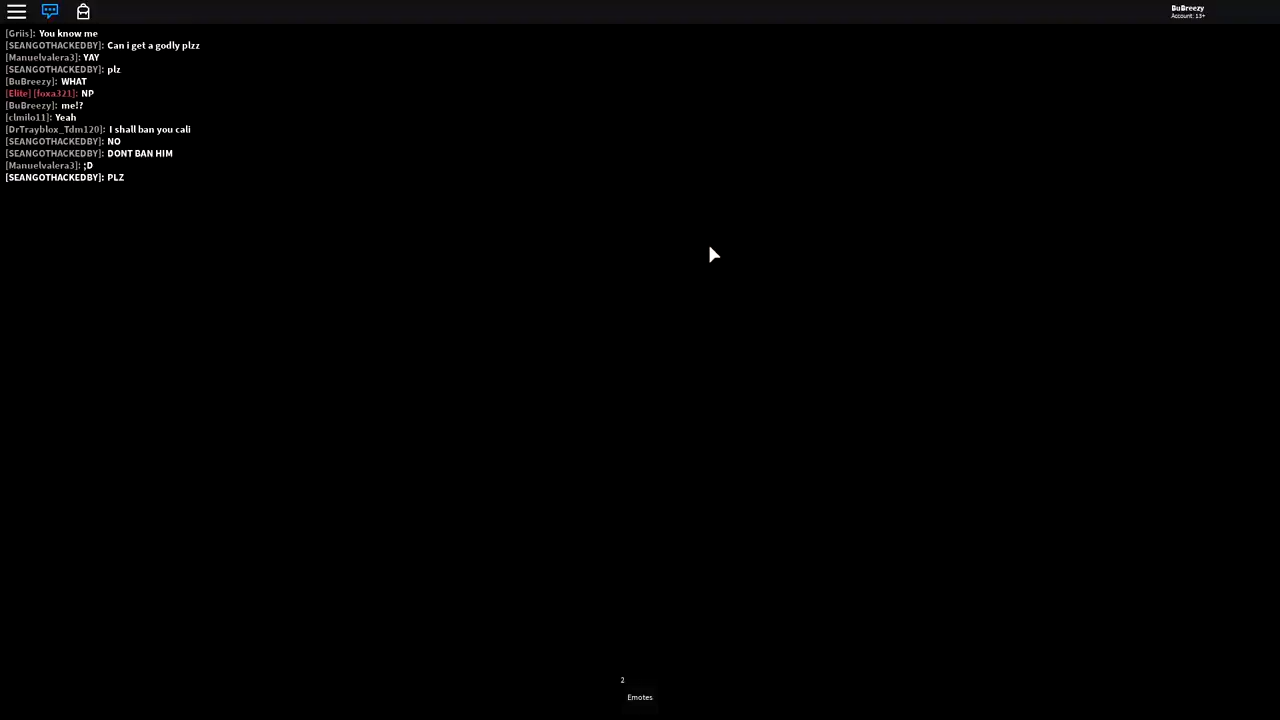 BuBreezy
Account: 13+
[Griis]: You know me
[SEANGOTHACKEDBY]: Can i get a godly plzz
[Manuelvalera3]: YAY
[SEANGOTHACKEDBY]: plz
[BuBreezy]: WHAT
[Elite] [foxa321]: NP
[BuBreezy]: me!?
[clmilo11]: Yeah
[DrTrayblox_Tdm120]: I shall ban you cali
[SEANGOTHACKEDBY]: NO
[SEANGOTHACKEDBY]: DONT BAN HIM
[Manuelvalera3]: ;D
[SEANGOTHACKEDBY]: PLZ
2
Emotes